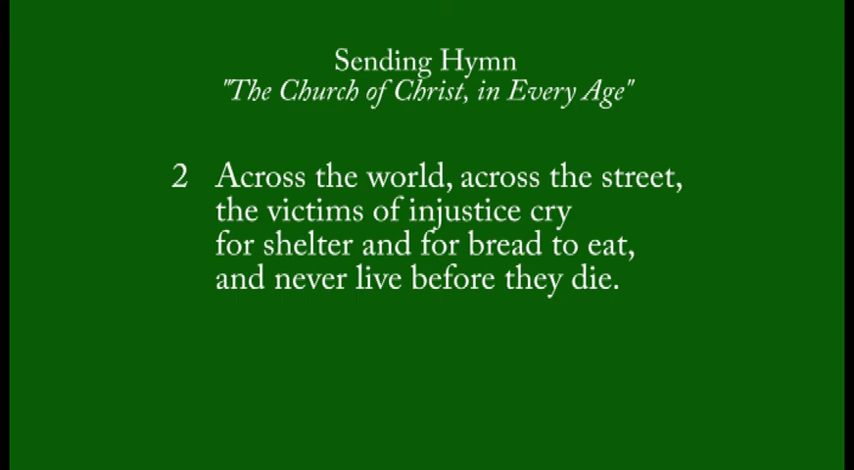 Sending Hymn
"The Church of Christ, in Every Age"
2 Across the world, across the street,
the victims of injustice cry
for shelter and for bread to eat,
and never live before they die.